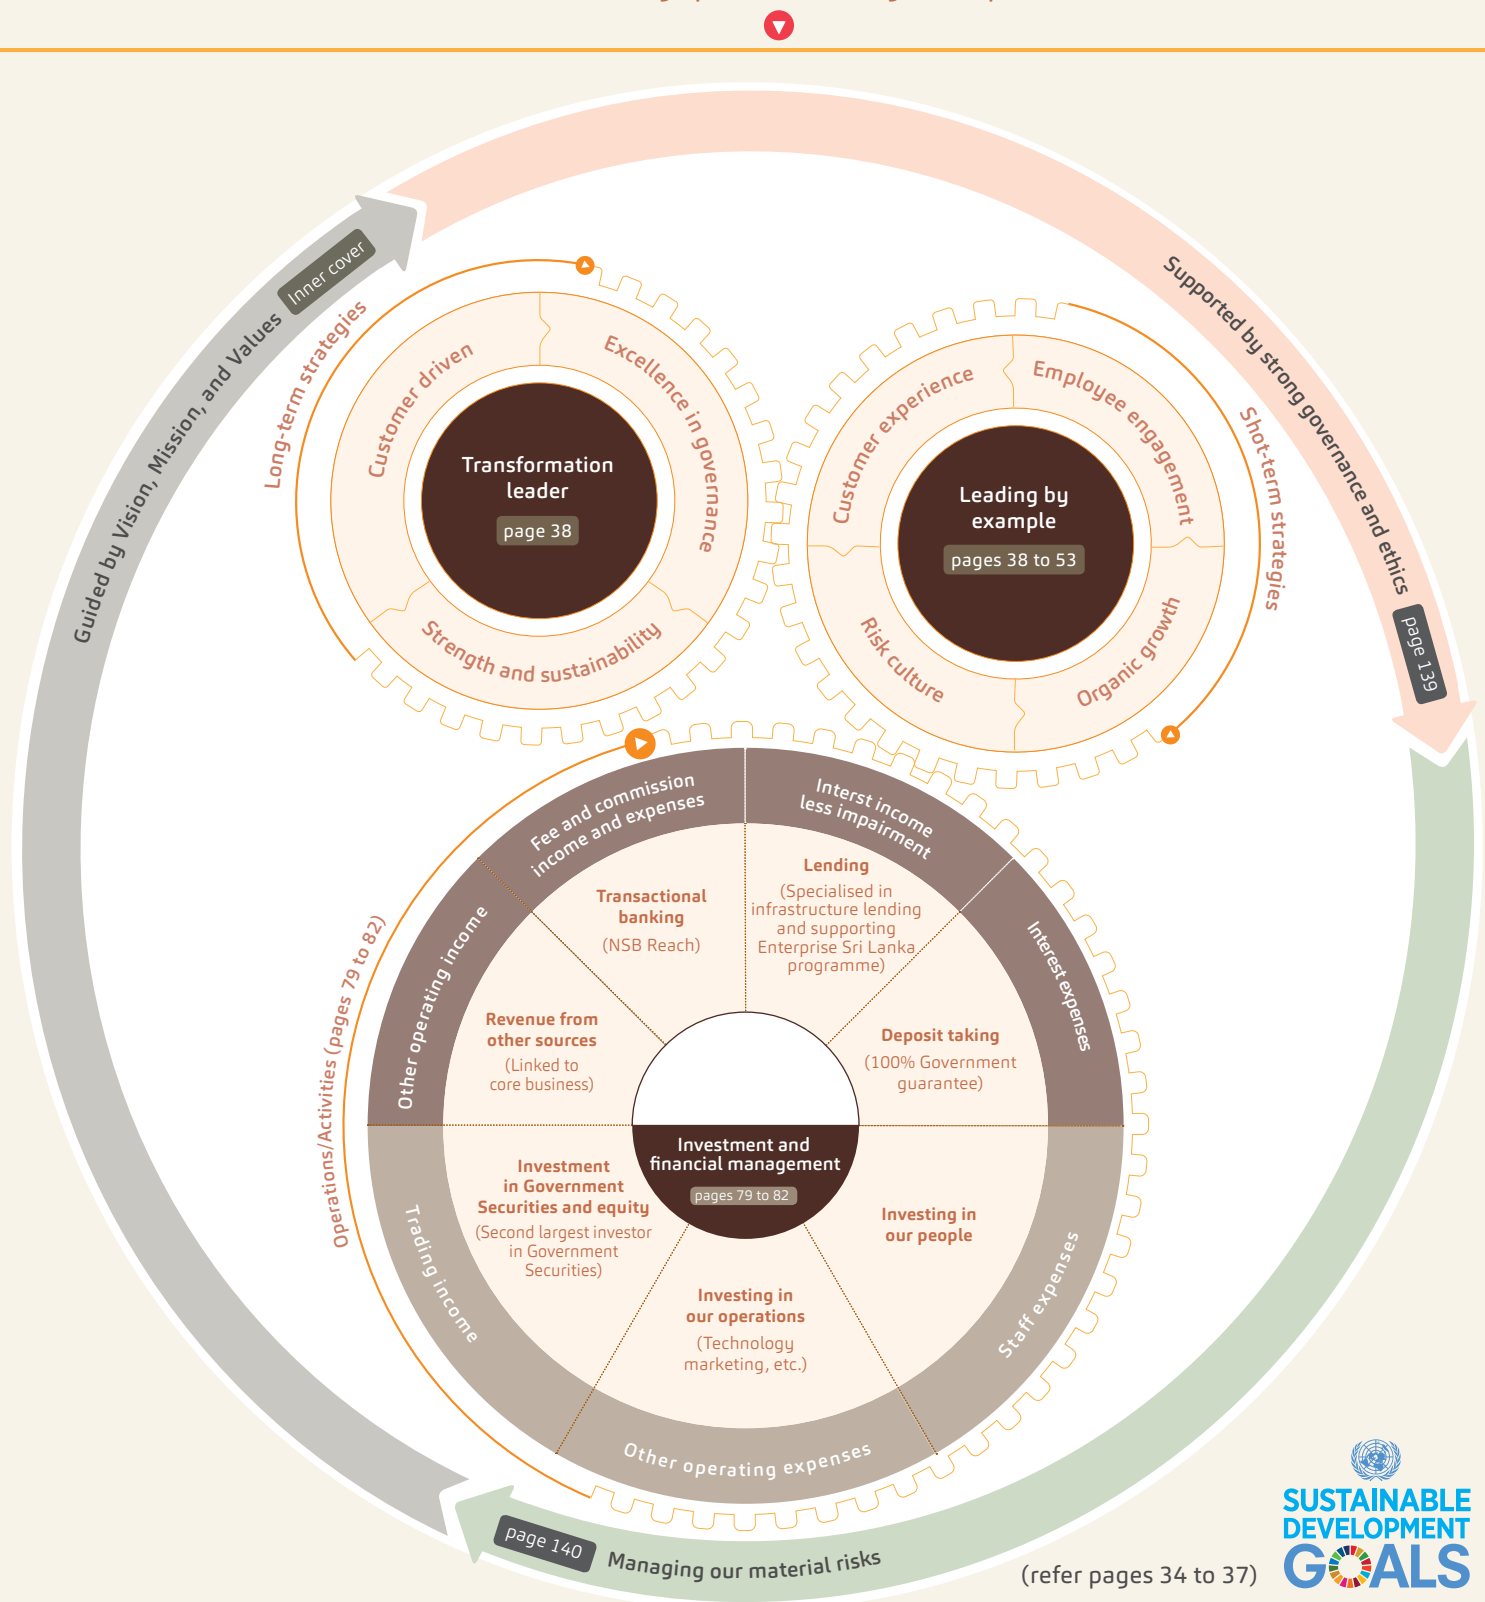 Guided by Vision, Mission, and Values
Inner cover
Supported by strong governance and ethics
page 139
Long-term strategies
Customer driven
Excellence in governance
Strength and sustainability
Transformation
leader
page 38
Customer experience
Employee engagement
Risk culture
Organic growth
Leading by
example
pages 38 to 53
Shot-term strategies
Operations/Activities (pages 79 to 82)
Fee and commission
income and expenses
Interst income
less impairment
Interest expenses
Other operating income
Transactional
banking
(NSB Reach)
Lending
(Specialised in
infrastructure lending
and supporting
Enterprise Sri Lanka
programme)
Revenue from
other sources
(Linked to
core business)
Deposit taking
(100% Government
guarantee)
Investment and
financial management
pages 79 to 82
Investment
in Government
Securities and equity
(Second largest investor
in Government
Securities)
Investing in
our people
Investing in
our operations
(Technology
marketing, etc.)
Trading income
Staff expenses
Other operating expenses
page 140
Managing our material risks
(refer pages 34 to 37)
SUSTAINABLE
DEVELOPMENT
GOALS